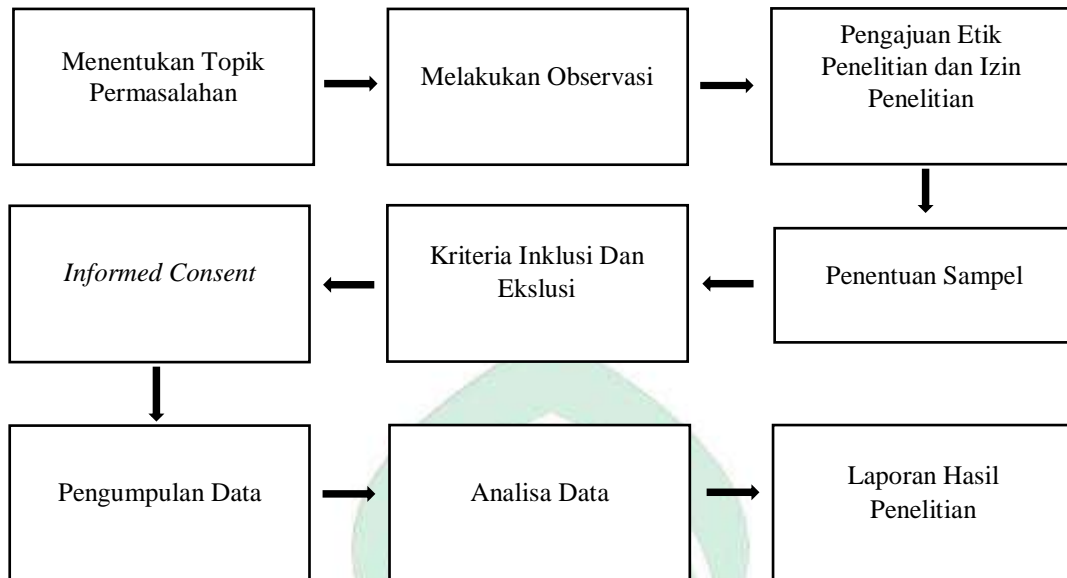 Menentukan Topik
Permasalahan
Melakukan Observasi
Pengajuan Etik
Penelitian dan Izin
Penelitian
Penentuan Sampel
Kriteria Inklusi Dan
Ekslusi
Informed Consent
Pengumpulan Data
Analisa Data
Laporan Hasil
Penelitian